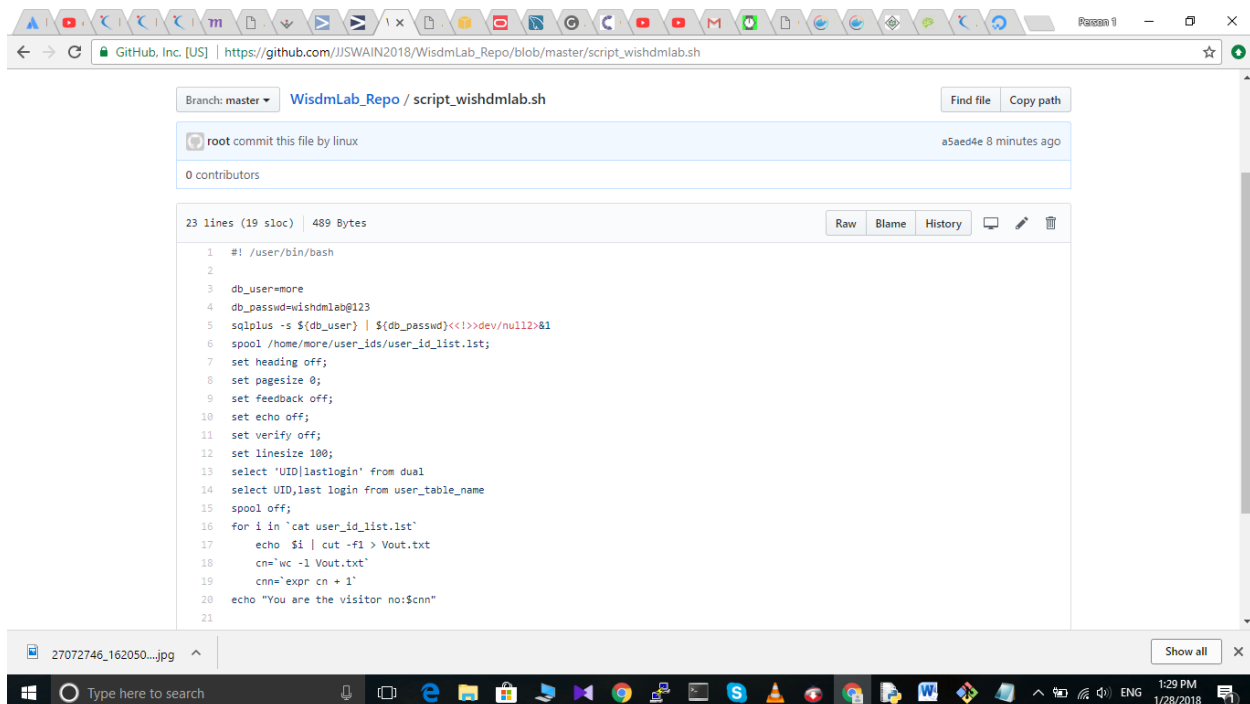 Person 1
GitHub, Inc. [US] | https://github.com/JJSWAIN2018/WisdmLab_Repo/blob/master/script_wishdmlab.sh
Branch: master WisdmLab_Repo / script_wishdmlab.sh Find file Copy path
root commit this file by linux a5aed4e 8 minutes ago
0 contributors
23 lines (19 sloc) 489 Bytes Raw Blame History
1 #! /user/bin/bash
2
3 db_user=more
4 db_passwd=wishdmlab@123
5 sqlplus -s ${db_user} | ${db_passwd}<<!>>dev/null2>&1
6 spool /home/more/user_ids/user_id_list.lst;
7 set heading off;
8 set pagesize 0;
9 set feedback off;
10 set echo off;
11 set verify off;
12 set linesize 100;
13 select 'UID|lastlogin' from dual
14 select UID,last login from user_table_name
15 spool off;
16 for i in `cat user_id_list.lst`
17 echo $i | cut -f1 > Vout.txt
18 cn=`wc -l Vout.txt`
19 cnn=`expr cn + 1`
20 echo "You are the visitor no:$cnn"
21
27072746_162050....jpg Show all
Type here to search ENG 1:29 PM
1/28/2018